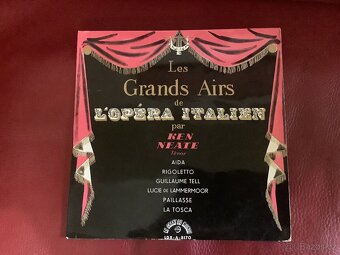 Les
Grands Airs
de
L'OPÉRA ITALIEN
par
KEN
NEATE
Ténor
AIDA
RIGOLETTO
GUILLAUME TELL
LUCIE DE LAMMERMOOR
PAILLASSE
LA TOSCA